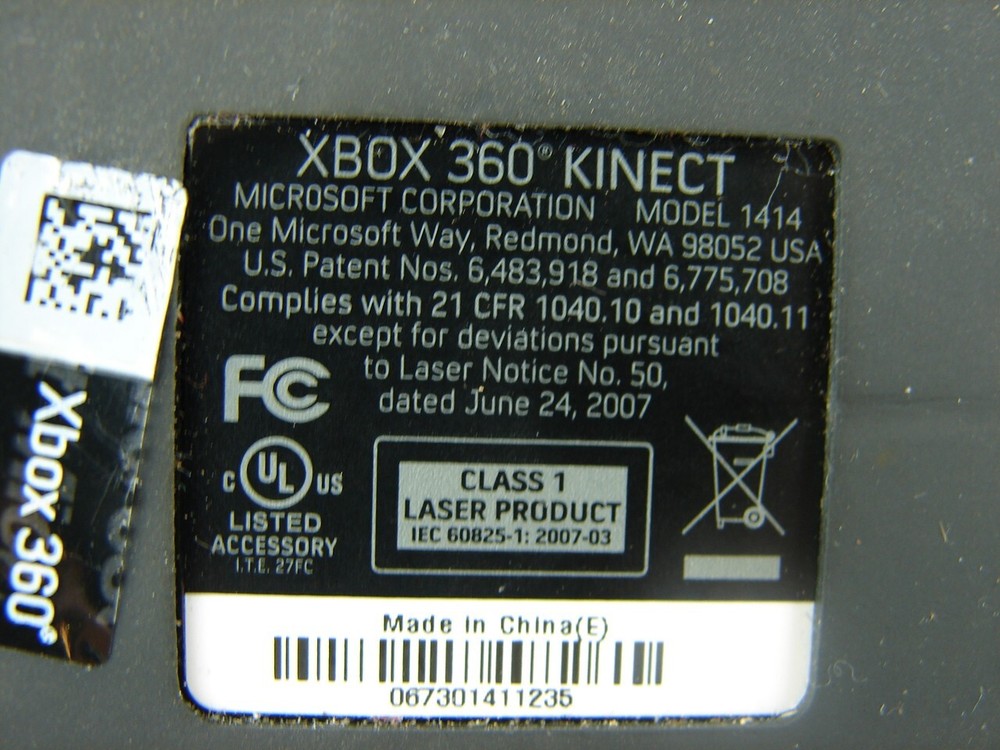 XBOX 360® KINECT
MICROSOFT CORPORATION MODEL 1414
One Microsoft Way, Redmond, WA 98052 USA
U.S. Patent Nos. 6,483,918 and 6,775,708
Complies with 21 CFR 1040.10 and 1040.11
except for deviations pursuant
to Laser Notice No. 50,
dated June 24, 2007
FC
C UL US
LISTED
ACCESSORY
I.T.E. 27FC
CLASS 1
LASER PRODUCT
IEC 60825-1: 2007-03
Made in China(E)
067301411235
Xbox 360®